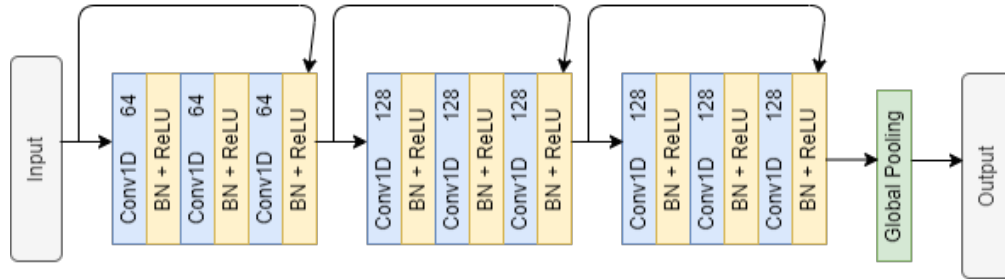 Input
Conv1D 64
BN + ReLU
Conv1D 64
BN + ReLU
Conv1D 64
BN + ReLU
Conv1D 128
BN + ReLU
Conv1D 128
BN + ReLU
Conv1D 128
BN + ReLU
Conv1D 128
BN + ReLU
Conv1D 128
BN + ReLU
Conv1D 128
BN + ReLU
Global Pooling
Output